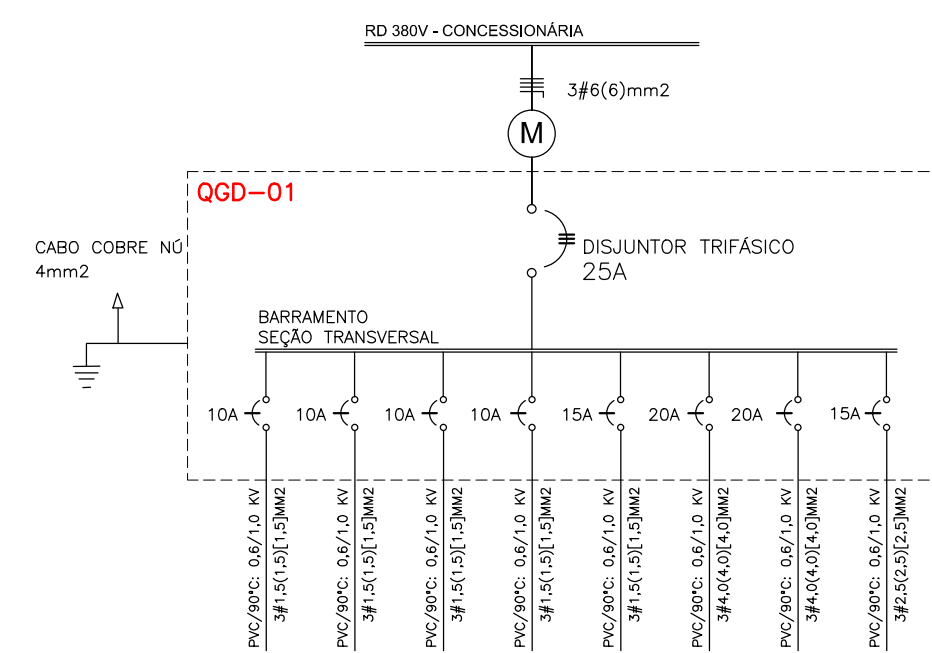 RD 380V - CONCESSIONÁRIA
3#6(6)mm2
M
QGD-01
CABO COBRE NÚ
4mm2
DISJUNTOR TRIFÁSICO
25A
BARRAMENTO
SEÇÃO TRANSVERSAL
10A
10A
10A
10A
15A
20A
20A
15A
PVC/90°C: 0,6/1,0 KV
3#1,5(1,5)[1,5]MM2
PVC/90°C: 0,6/1,0 KV
3#1,5(1,5)[1,5]MM2
PVC/90°C: 0,6/1,0 KV
3#1,5(1,5)[1,5]MM2
PVC/90°C: 0,6/1,0 KV
3#1,5(1,5)[1,5]MM2
PVC/90°C: 0,6/1,0 KV
3#1,5(1,5)[1,5]MM2
PVC/90°C: 0,6/1,0 KV
3#4,0(4,0)[4,0]MM2
PVC/90°C: 0,6/1,0 KV
3#4,0(4,0)[4,0]MM2
PVC/90°C: 0,6/1,0 KV
3#2,5(2,5)[2,5]MM2